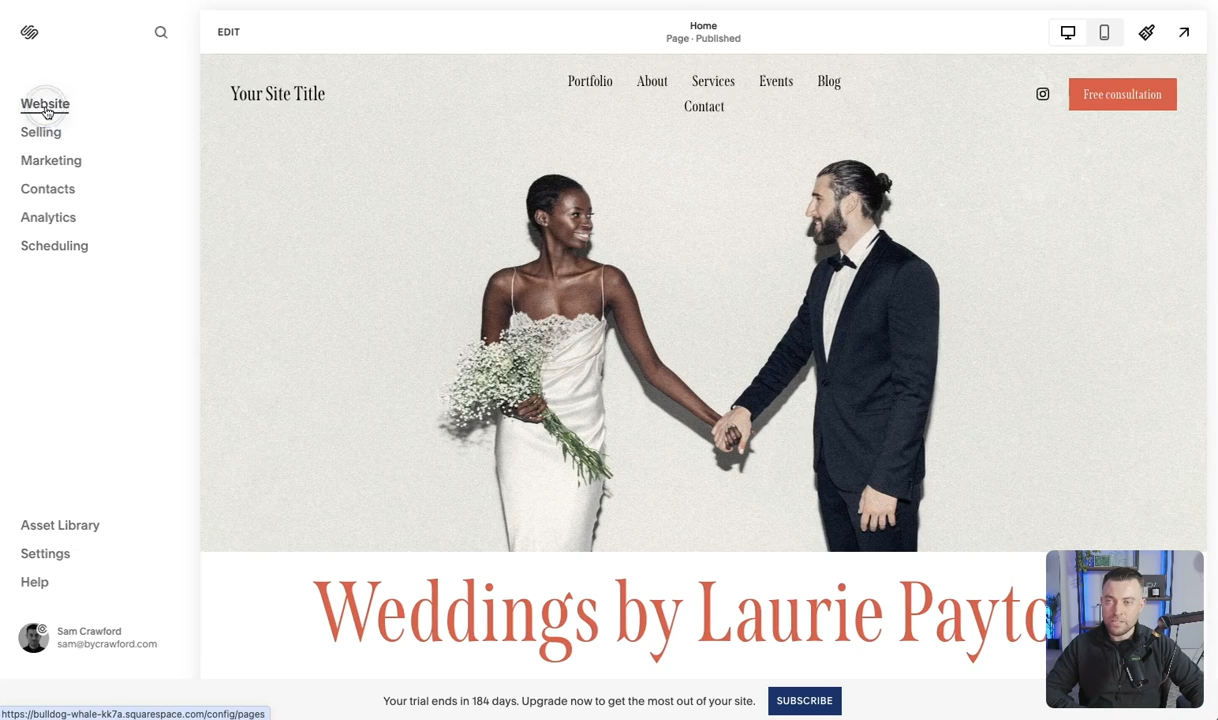 Website
Selling
Marketing
Contacts
Analytics
Scheduling
Asset Library
Settings
Help
Sam Crawford
sam@bycrawford.com
EDIT
Home
Page · Published
Your Site Title
Portfolio About Services Events Blog
Contact
Free consultation
Weddings by Laurie Payto
Your trial ends in 184 days. Upgrade now to get the most out of your site. SUBSCRIBE
https://bulldog-whale-kk7a.squarespace.com/config/pages